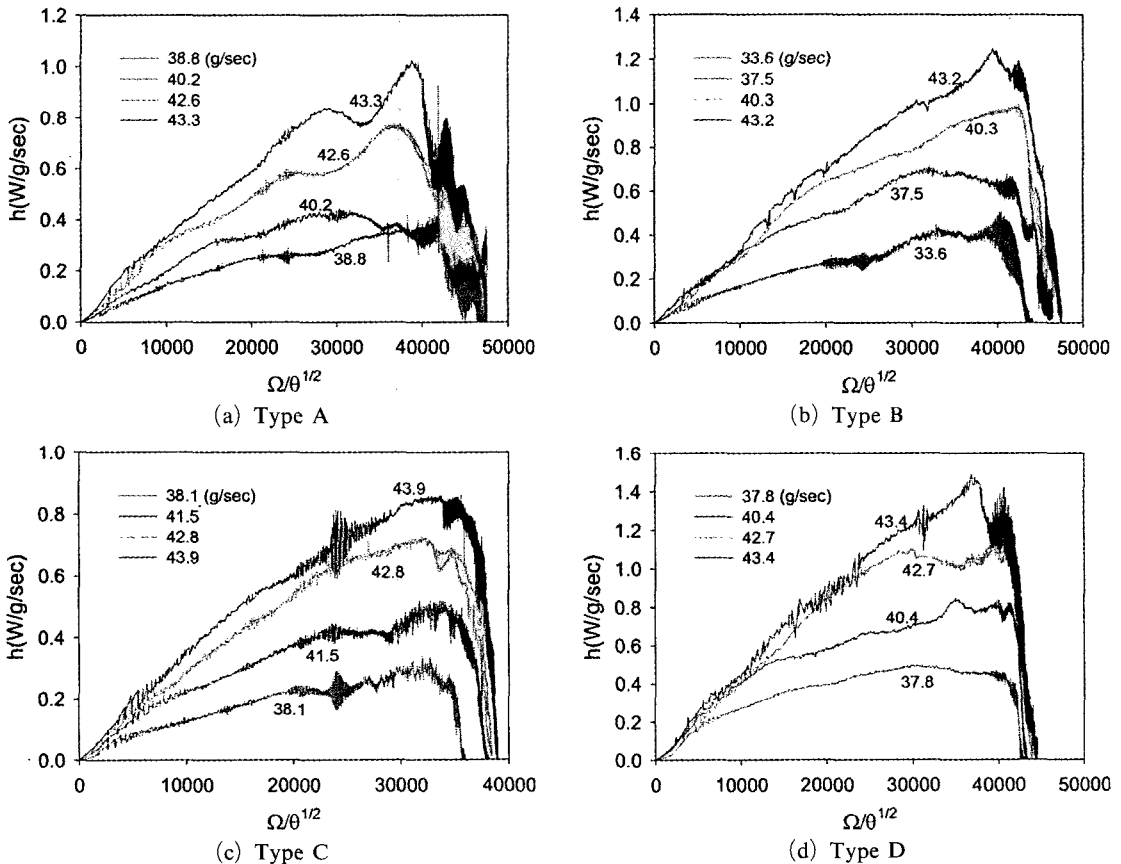 1.2
1.0
0.8
0.6
0.4
0.2
0.0
h(W/g/sec)
38.8 (g/sec)
40.2
42.6
43.3
43.3
42.6
40.2
38.8
0 10000 20000 30000 40000 50000
Ω/θ^1/2
(a) Type A
1.4
1.2
1.0
0.8
0.6
0.4
0.2
0.0
h(W/g/sec)
33.6 (g/sec)
37.5
40.3
43.2
43.2
40.3
37.5
33.6
0 10000 20000 30000 40000 50000
Ω/θ^1/2
(b) Type B
1.0
0.8
0.6
0.4
0.2
0.0
h(W/g/sec)
38.1 (g/sec)
41.5
42.8
43.9
43.9
42.8
41.5
38.1
0 10000 20000 30000 40000
Ω/θ^1/2
(c) Type C
1.6
1.4
1.2
1.0
0.8
0.6
0.4
0.2
0.0
h(W/g/sec)
37.8 (g/sec)
40.4
42.7
43.4
43.4
42.7
40.4
37.8
0 10000 20000 30000 40000 50000
Ω/θ^1/2
(d) Type D